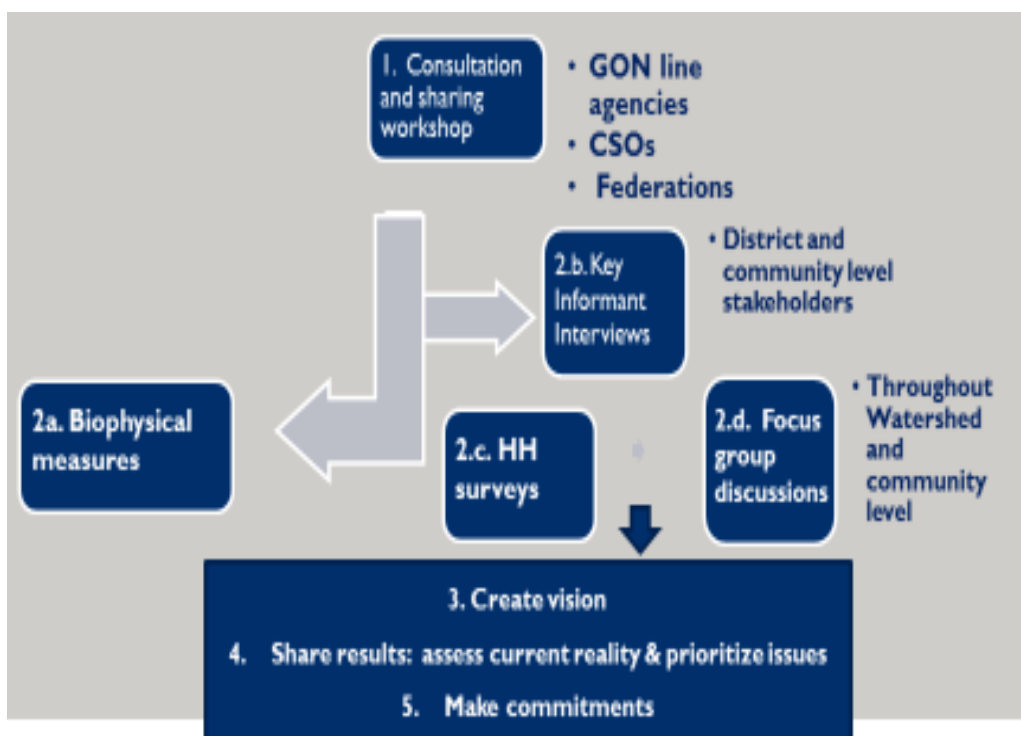 1. Consultation
and sharing
workshop
• GON line
agencies
• CSOs
• Federations
2.b. Key
Informant
Interviews
• District and
community level
stakeholders
2a. Biophysical
measures
2.c. HH
surveys
2.d. Focus
group
discussions
• Throughout
Watershed
and
community
level
3. Create vision
4. Share results: assess current reality & prioritize issues
5. Make commitments